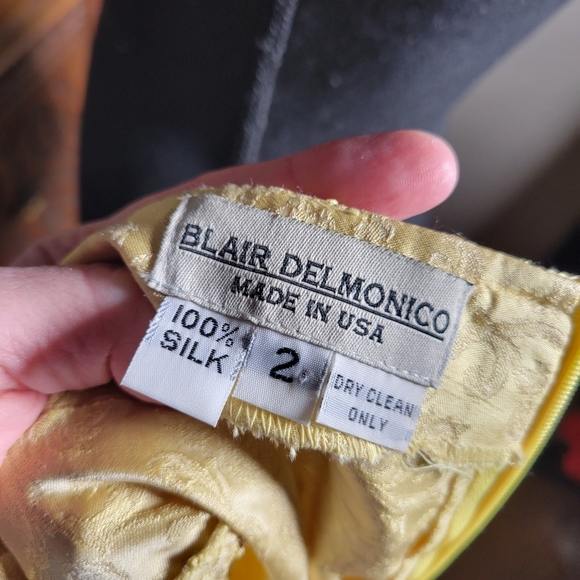 BLAIR DELMONICO
MADE IN USA
100%
SILK
2
DRY CLEAN
ONLY